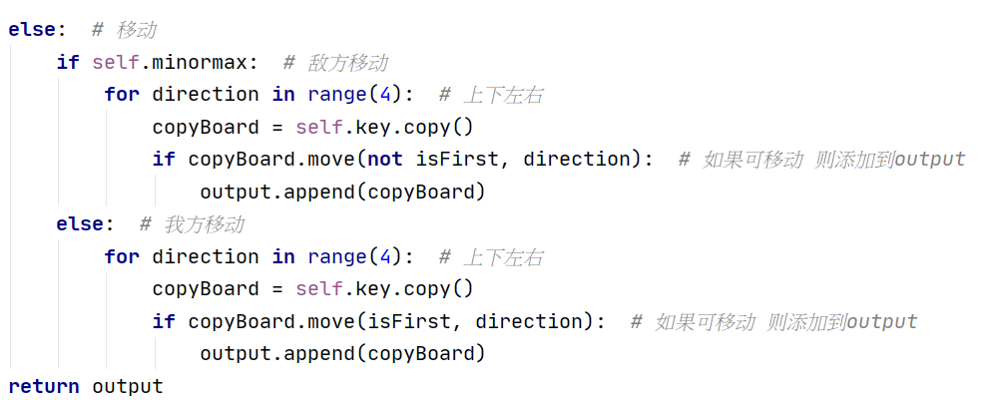 else:  # 移动
    if self.minormax:  # 敌方移动
        for direction in range(4):  # 上下左右
            copyBoard = self.key.copy()
            if copyBoard.move(not isFirst, direction):  # 如果可移动 则添加到output
                output.append(copyBoard)
    else:  # 我方移动
        for direction in range(4):  # 上下左右
            copyBoard = self.key.copy()
            if copyBoard.move(isFirst, direction):  # 如果可移动 则添加到output
                output.append(copyBoard)
return output